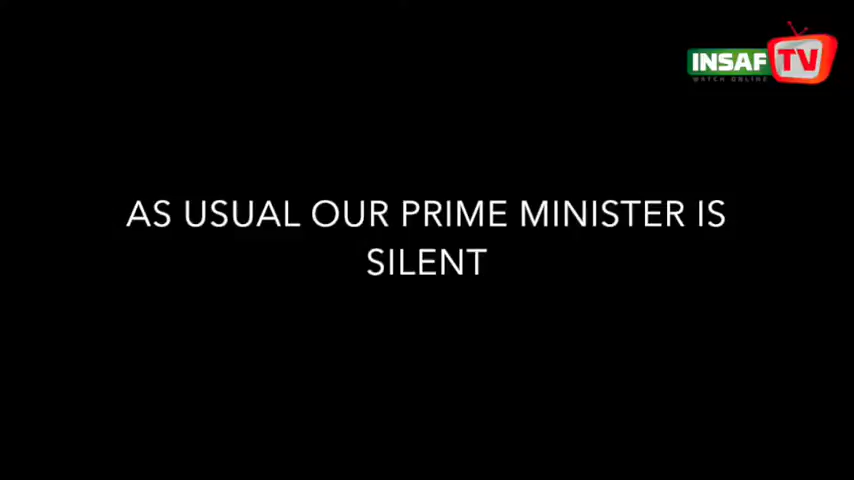 INSAF TV
WATCH ONLINE
AS USUAL OUR PRIME MINISTER IS
SILENT